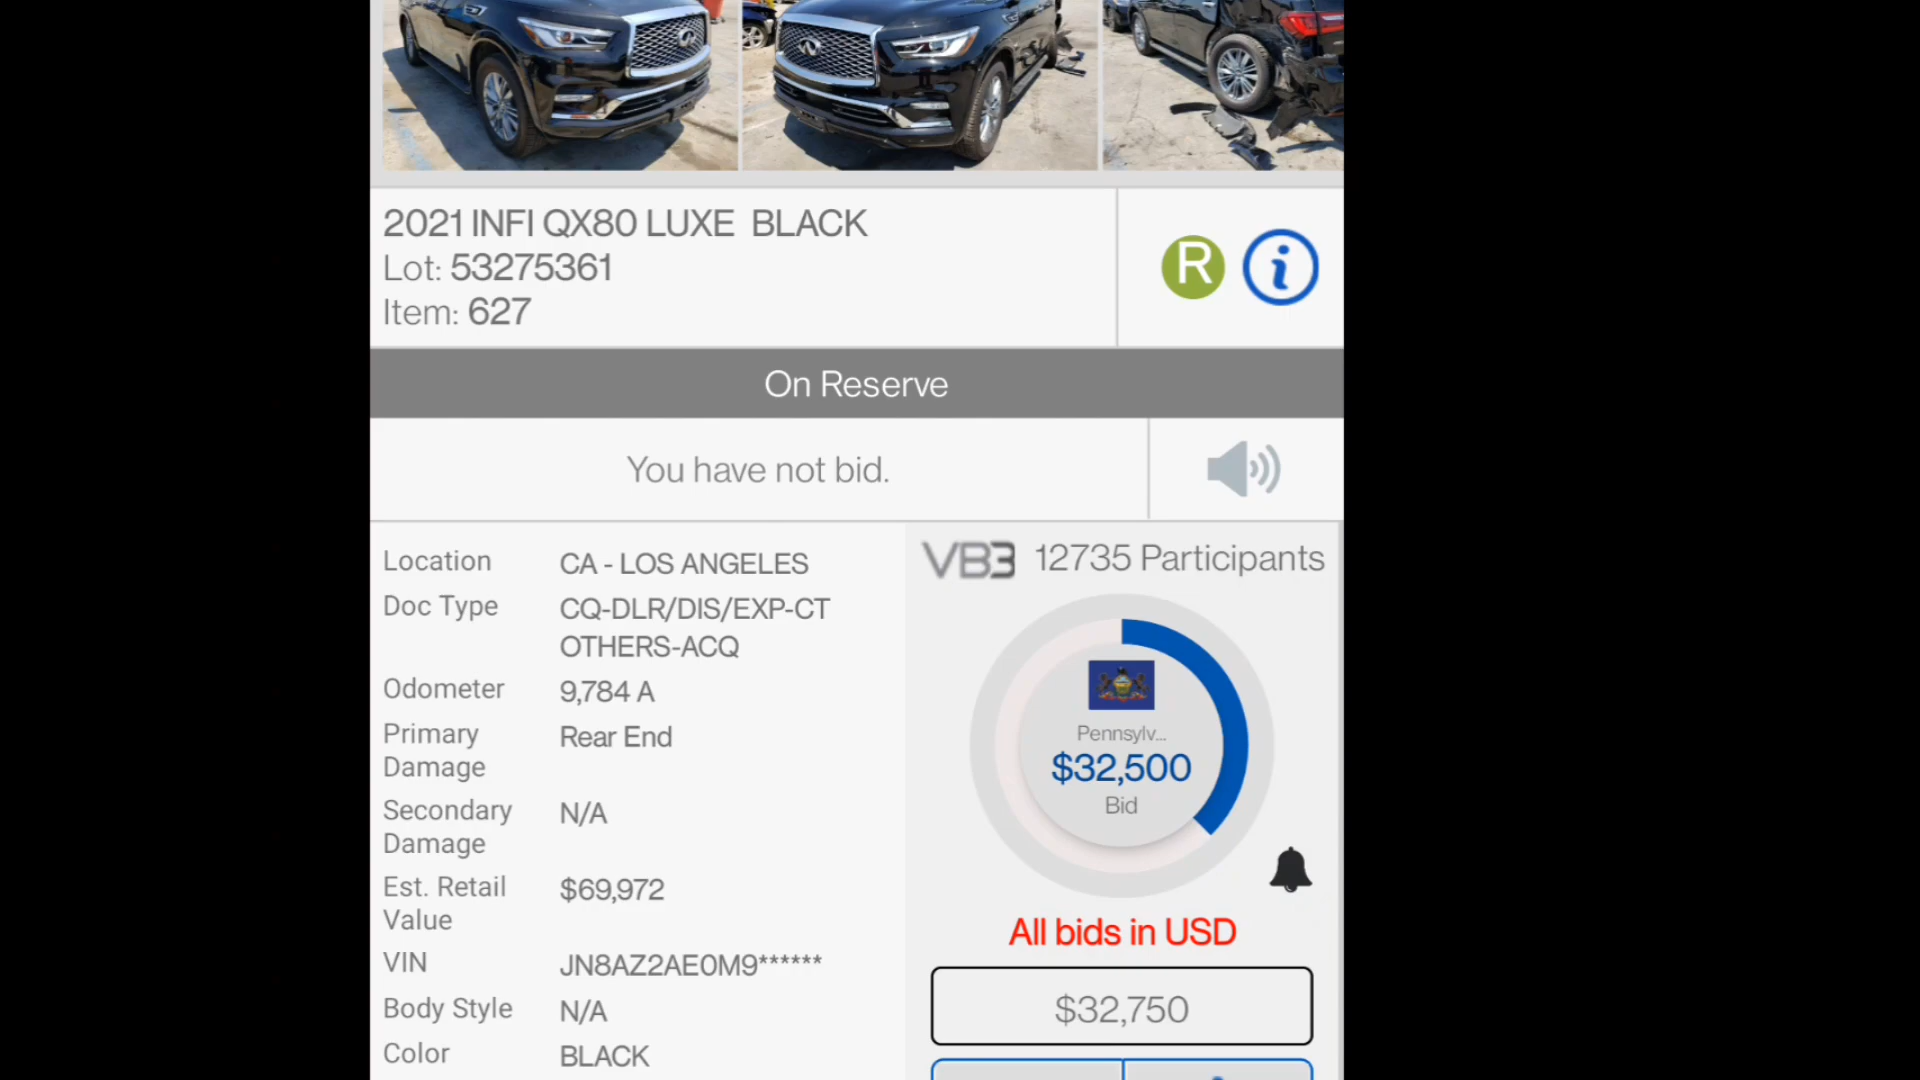 2021 INFI QX80 LUXE BLACK
Lot: 53275361
Item: 627
R i
On Reserve
You have not bid.
Location CA - LOS ANGELES
Doc Type CQ-DLR/DIS/EXP-CT
OTHERS-ACQ
Odometer 9,784 A
Primary
Damage Rear End
Secondary
Damage N/A
Est. Retail
Value $69,972
VIN JN8AZ2AE0M9******
Body Style N/A
Color BLACK
VB3 12735 Participants
Pennsylv...
$32,500
Bid
All bids in USD
$32,750